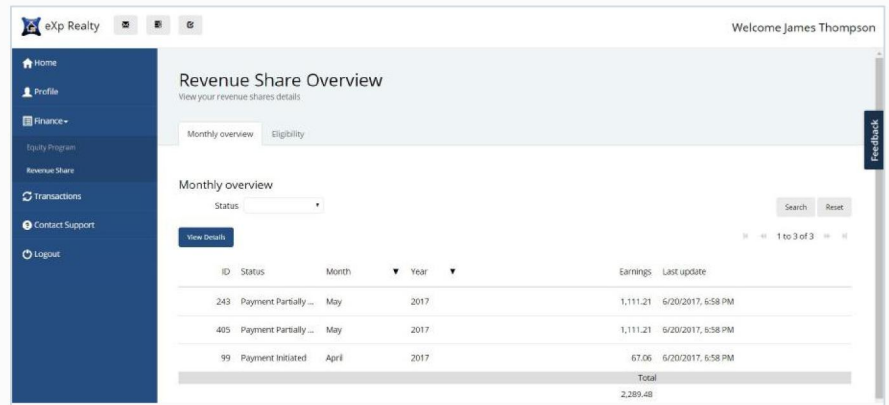 eXp Realty
Welcome James Thompson
Home
Profile
Finance
Equity Program
Revenue Share
Transactions
Contact Support
Logout
Revenue Share Overview
View your revenue shares details
Monthly overview Eligibility
Feedback
Monthly overview
Status
Search Reset
View Details
1 to 3 of 3
ID Status Month Year Earnings Last update
243 Payment Partially ... May 2017 1,111.21 6/20/2017, 6:58 PM
405 Payment Partially ... May 2017 1,111.21 6/20/2017, 6:58 PM
99 Payment Initiated April 2017 67.06 6/20/2017, 6:58 PM
Total
2,289.48